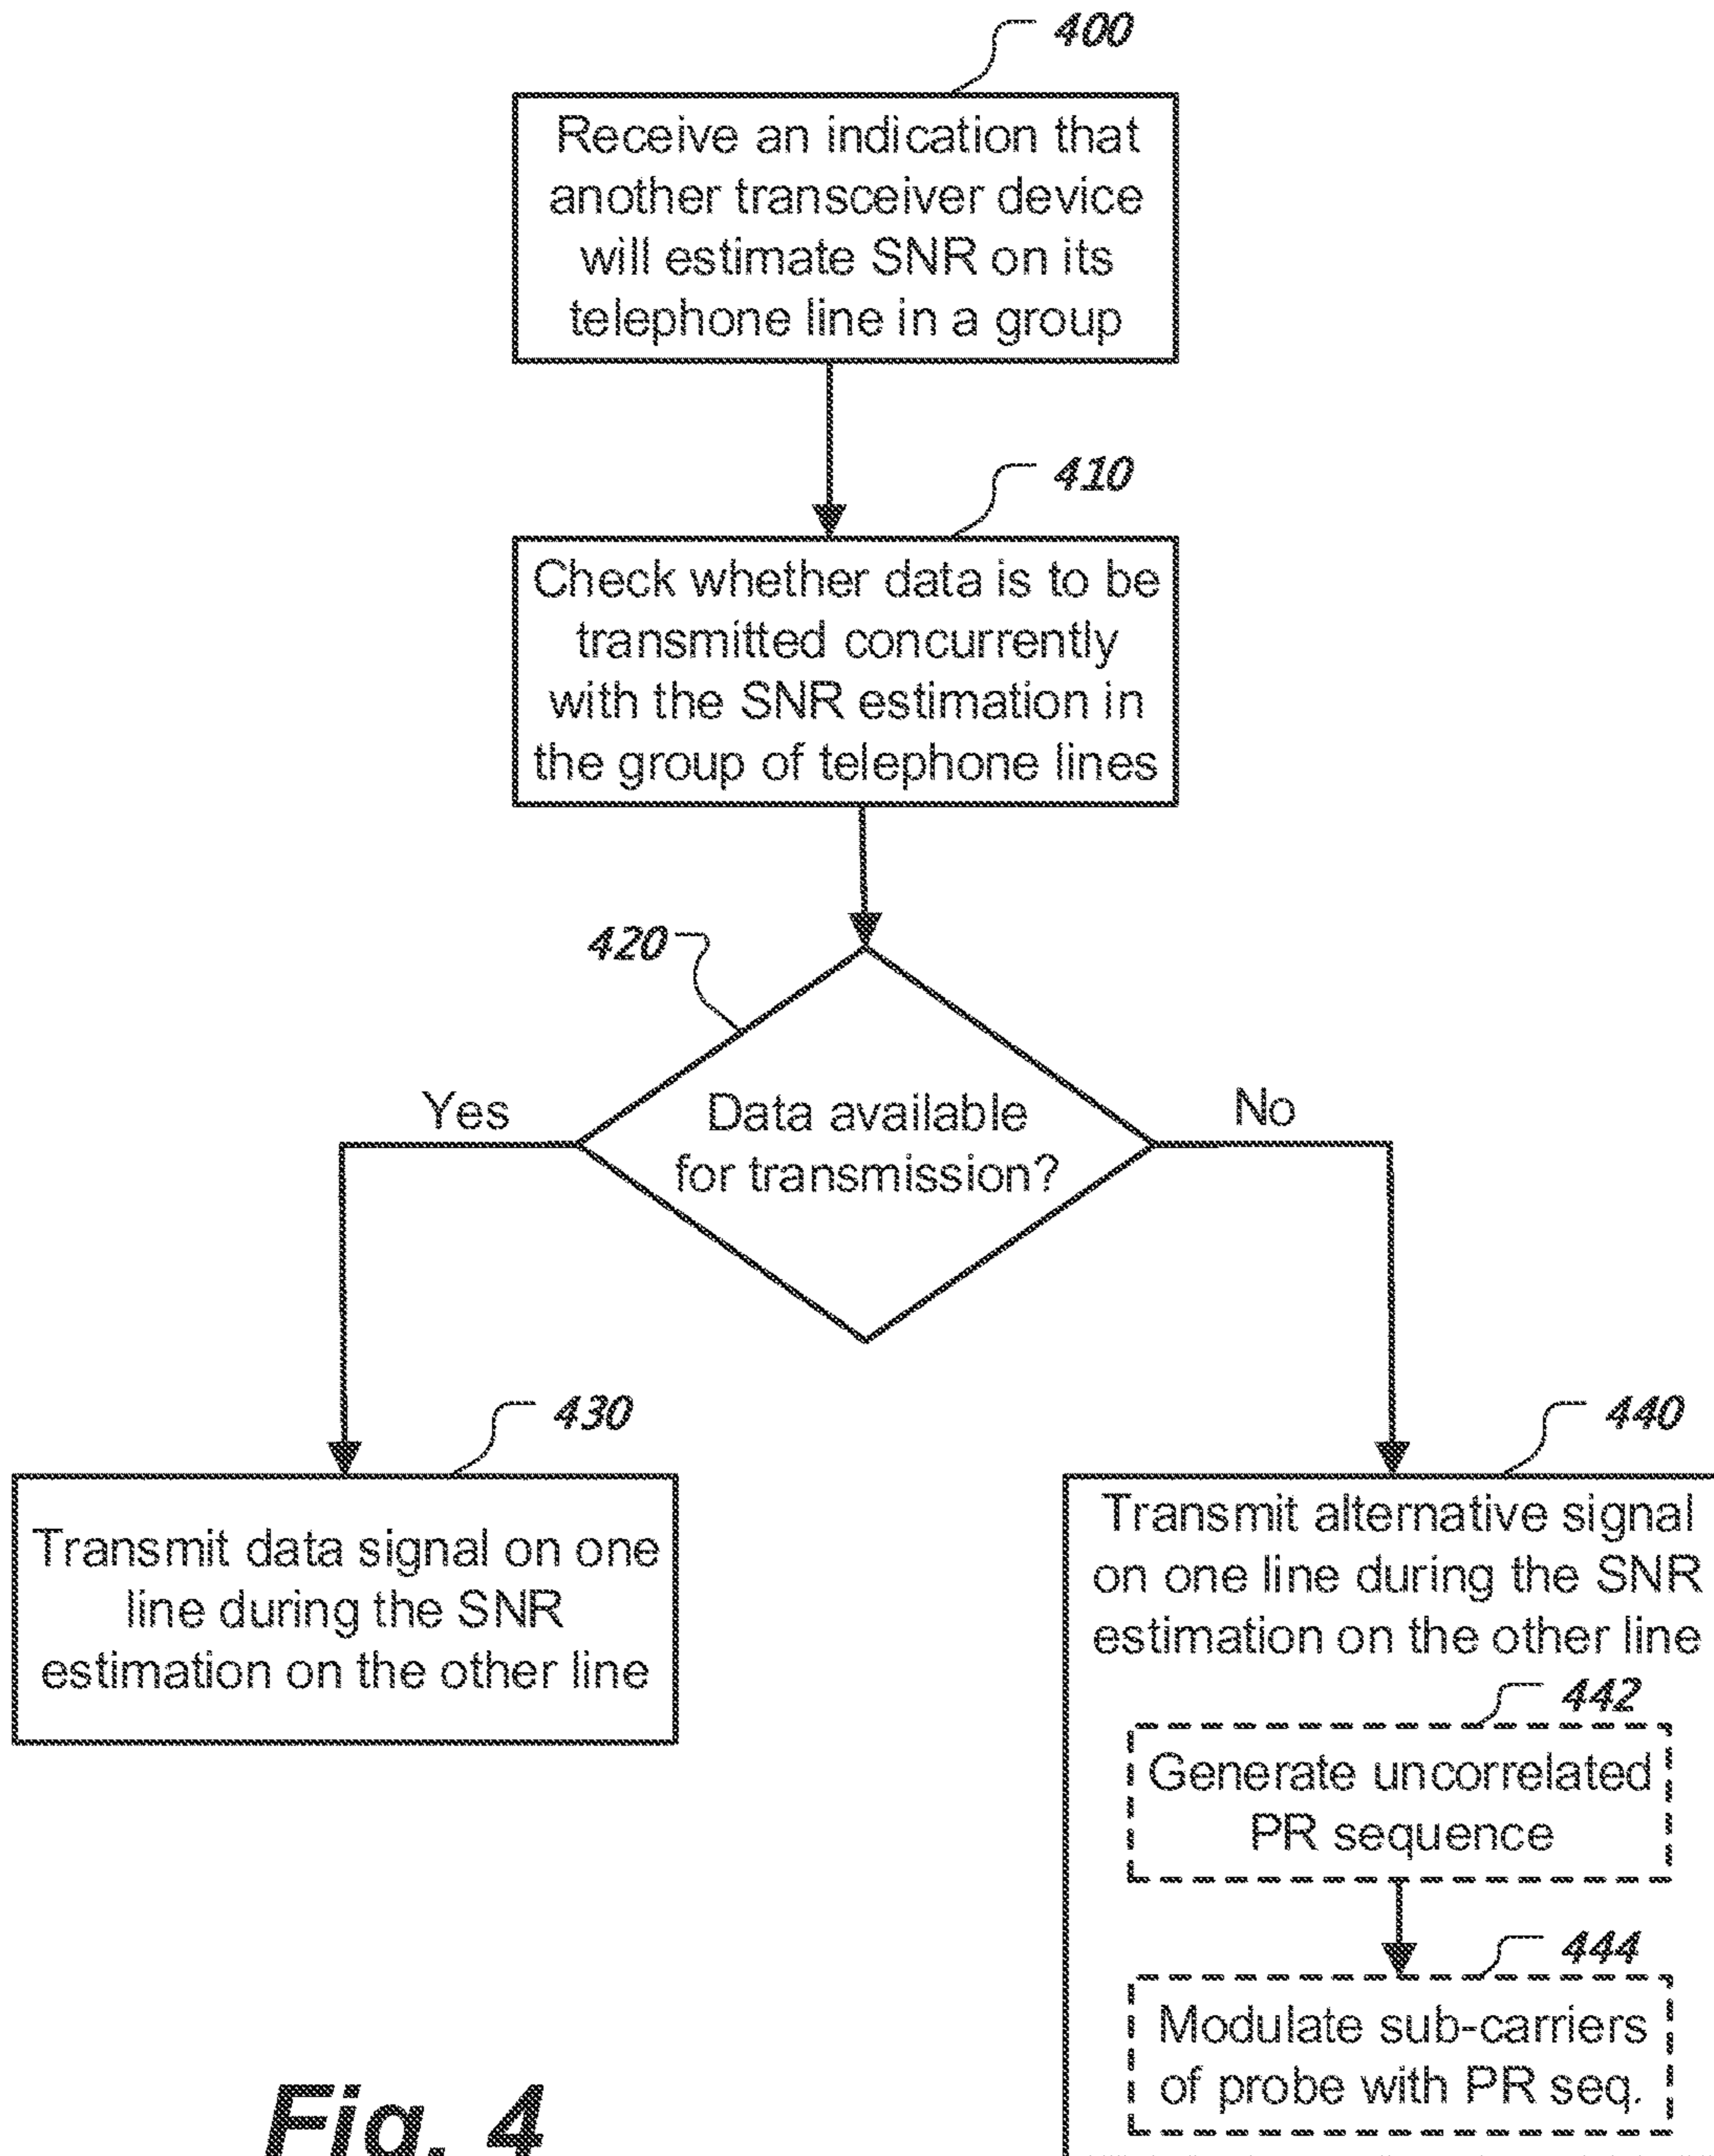 400
Receive an indication that
another transceiver device
will estimate SNR on its
telephone line in a group
410
Check whether data is to be
transmitted concurrently
with the SNR estimation in
the group of telephone lines
420
Data available
for transmission?
Yes
No
430
Transmit data signal on one
line during the SNR
estimation on the other line
440
Transmit alternative signal
on one line during the SNR
estimation on the other line
442
Generate uncorrelated
PR sequence
444
Modulate sub-carriers
of probe with PR seq.
Fig. 4